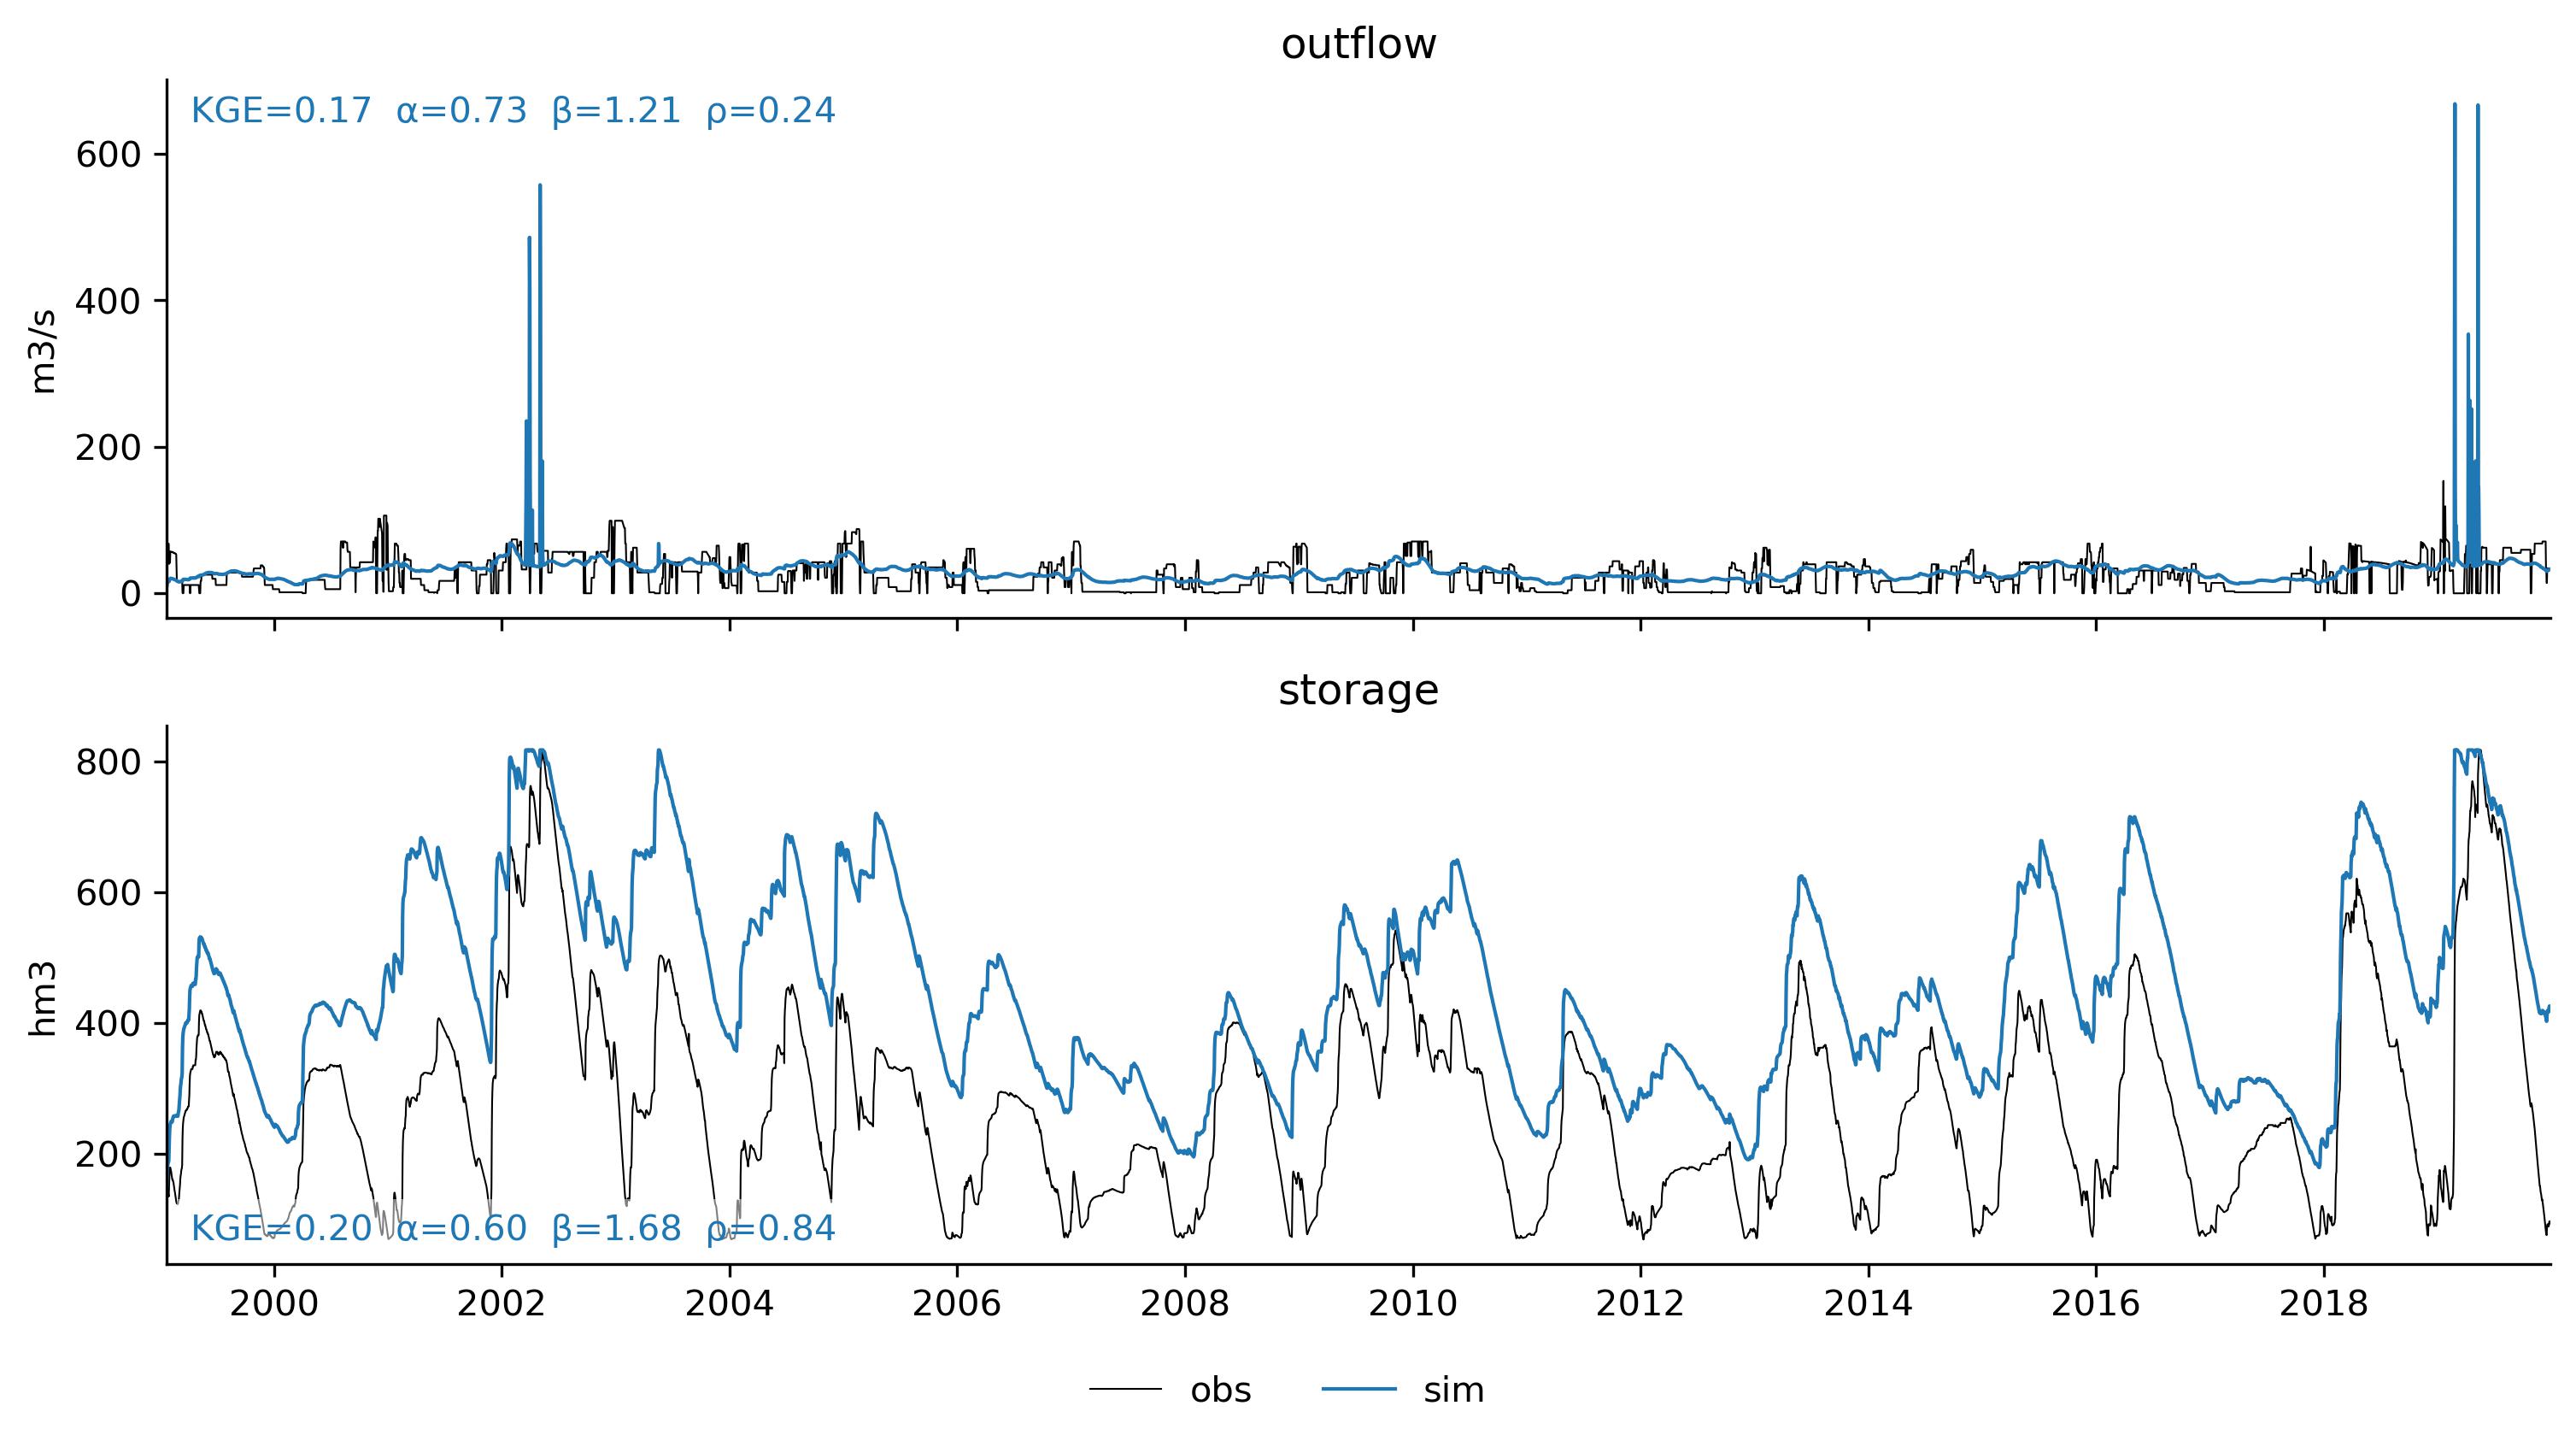 outflow
KGE=0.17 α=0.73 β=1.21 ρ=0.24
m3/s
600
400
200
0
storage
hm3
800
600
400
200
KGE=0.20 α=0.60 β=1.68 ρ=0.84
2000 2002 2004 2006 2008 2010 2012 2014 2016 2018
obs sim